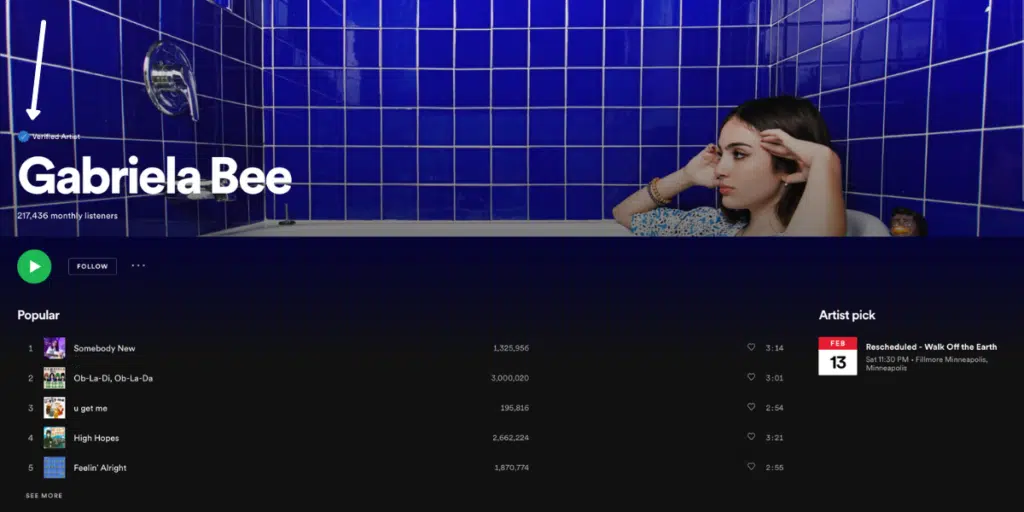 Verified Artist
Gabriela Bee
217,436 monthly listeners
FOLLOW
Popular
1 Somebody New 1,325,956 3:14
2 Ob-La-Di, Ob-La-Da 3,000,020 3:01
3 u get me 195,816 2:54
4 High Hopes 2,662,224 3:21
5 Feelin' Alright 1,870,774 2:55
SEE MORE
Artist pick
FEB
13
Rescheduled - Walk Off the Earth
Sat 11:30 PM • Fillmore Minneapolis,
Minneapolis